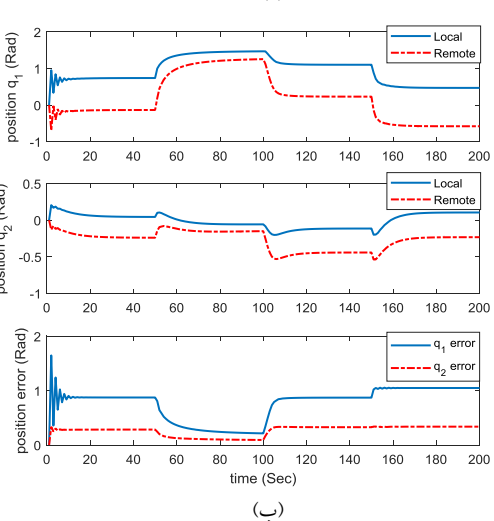 2
1
0
-1
position q1 (Rad)
Local
Remote
0 20 40 60 80 100 120 140 160 180 200
0.5
0
-0.5
-1
position q2 (Rad)
Local
Remote
0 20 40 60 80 100 120 140 160 180 200
2
1
0
position error (Rad)
q1 error
q2 error
0 20 40 60 80 100 120 140 160 180 200
time (Sec)
(ب)